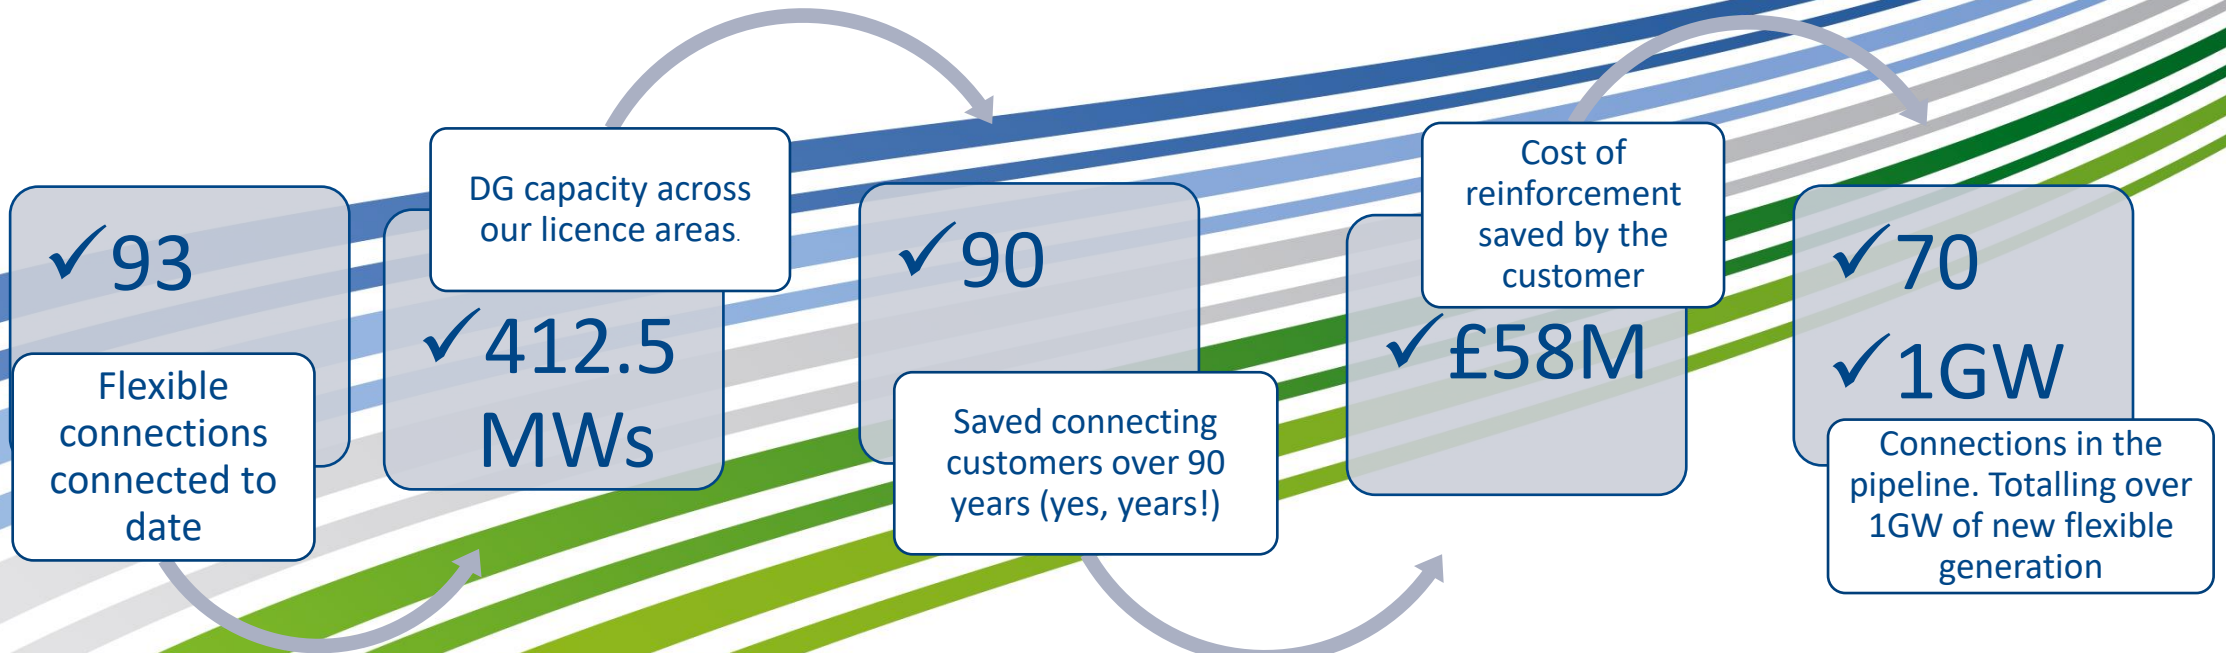 ✓93
Flexible
connections
connected to
date
DG capacity across
our licence areas.
✓412.5
MWs
✓90
Saved connecting
customers over 90
years (yes, years!)
Cost of
reinforcement
saved by the
customer
✓£58M
✓70
✓1GW
Connections in the
pipeline. Totalling over
1GW of new flexible
generation